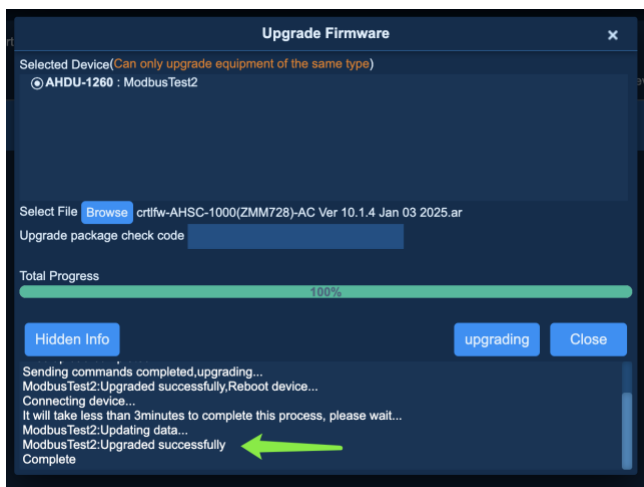 Upgrade Firmware
×
Selected Device(Can only upgrade equipment of the same type)
AHDU-1260 : ModbusTest2
Select File Browse crtlfw-AHSC-1000(ZMM728)-AC Ver 10.1.4 Jan 03 2025.ar
Upgrade package check code
Total Progress
100%
Hidden Info upgrading Close
Sending commands completed,upgrading...
ModbusTest2:Upgraded successfully,Reboot device...
Connecting device...
It will take less than 3minutes to complete this process, please wait...
ModbusTest2:Updating data...
ModbusTest2:Upgraded successfully
Complete